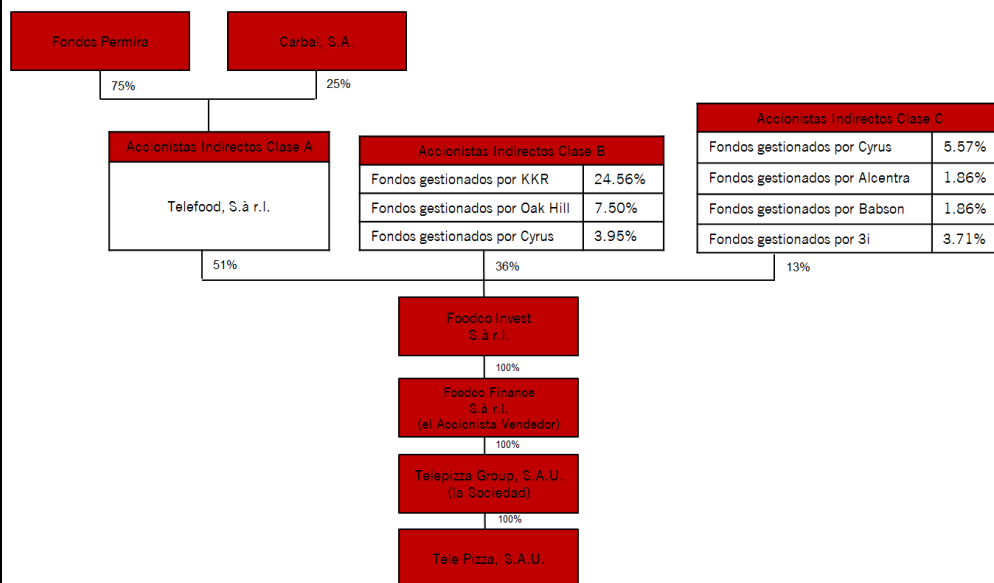 Fondos Permira
Carbal, S.A.
75%
25%
Accionistas Indirectos Clase A
Telefood, S.à r.l.
Accionistas Indirectos Clase B
Fondos gestionados por KKR 24.56%
Fondos gestionados por Oak Hill 7.50%
Fondos gestionados por Cyrus 3.95%
Accionistas Indirectos Clase C
Fondos gestionados por Cyrus 5.57%
Fondos gestionados por Alcentra 1.86%
Fondos gestionados por Babson 1.86%
Fondos gestionados por 3i 3.71%
51%
36%
13%
Foodco Invest
S.à r.l.
100%
Foodco Finance
S.à r.l.
(el Accionista Vendedor)
100%
Telepizza Group, S.A.U.
(la Sociedad)
100%
Tele Pizza, S.A.U.